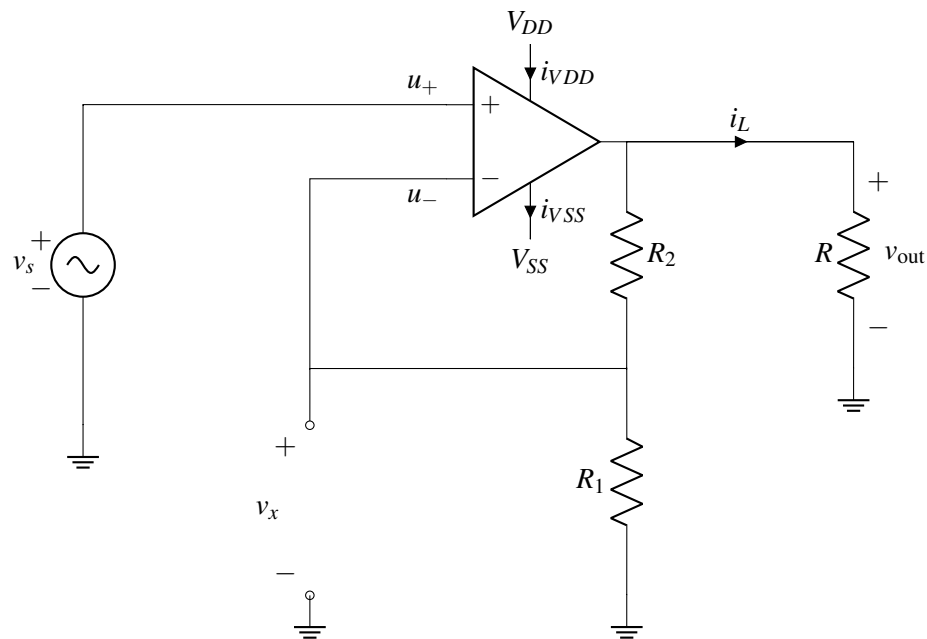 V_DD
i_VDD
u_+
+
i_L
−
u_−
i_VSS
V_SS
+
v_s
−
R_2
+
R
v_out
−
+
v_x
−
R_1